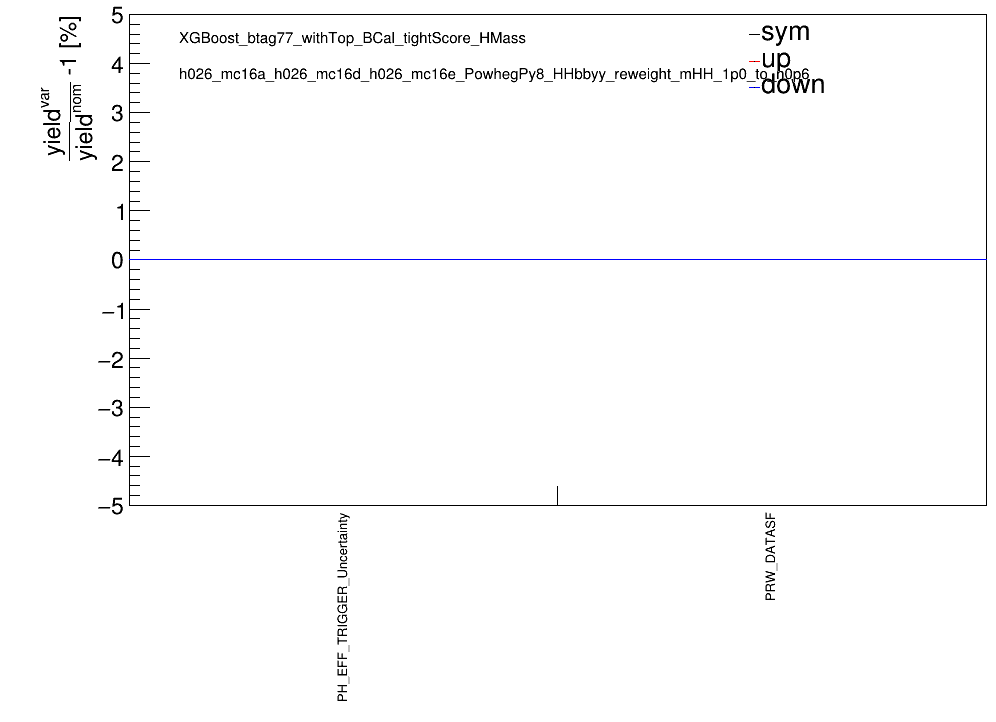 yield^var / yield^nom -1 [%]
XGBoost_btag77_withTop_BCal_tightScore_HMass
h026_mc16a_h026_mc16d_h026_mc16e_PowhegPy8_HHbbyy_reweight_mHH_1p0_to_n0p6
sym
up
down
5
4
3
2
1
0
−1
−2
−3
−4
−5
PH_EFF_TRIGGER_Uncertainty
PRW_DATASF